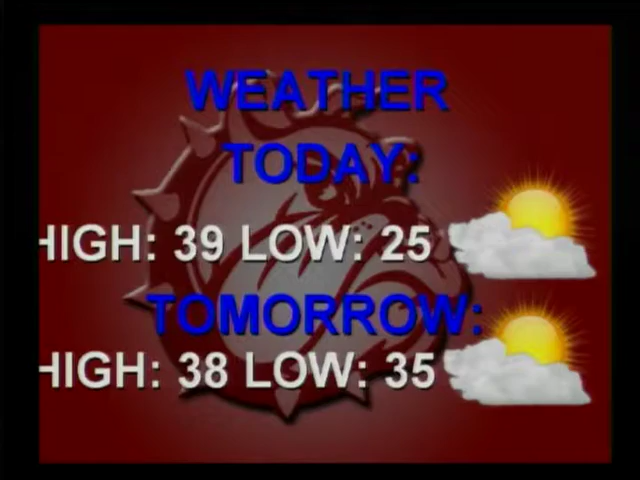 WEATHER
TODAY:
HIGH: 39 LOW: 25
TOMORROW:
HIGH: 38 LOW: 35